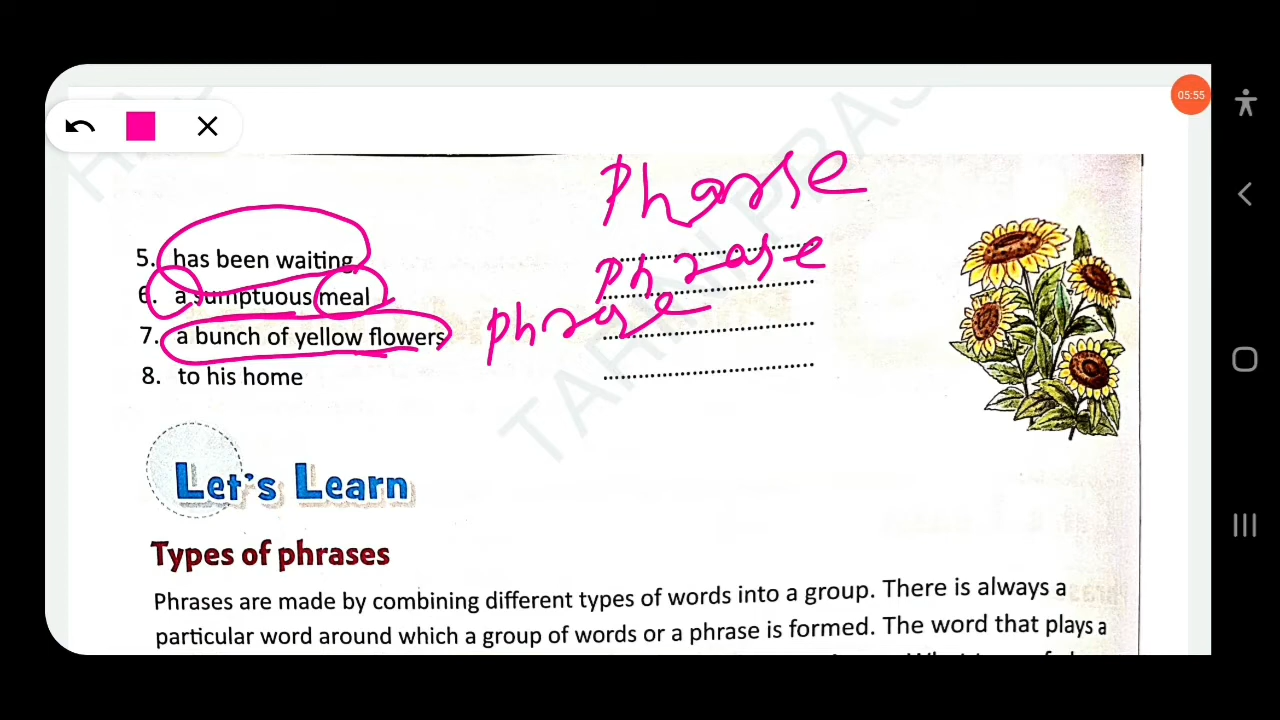 05:55
Pharse
5. has been waiting
phrase
6. a sumptuous meal
phrase
7. a bunch of yellow flowers
8. to his home
Let's Learn
Types of phrases
Phrases are made by combining different types of words into a group. There is always a
particular word around which a group of words or a phrase is formed. The word that plays a